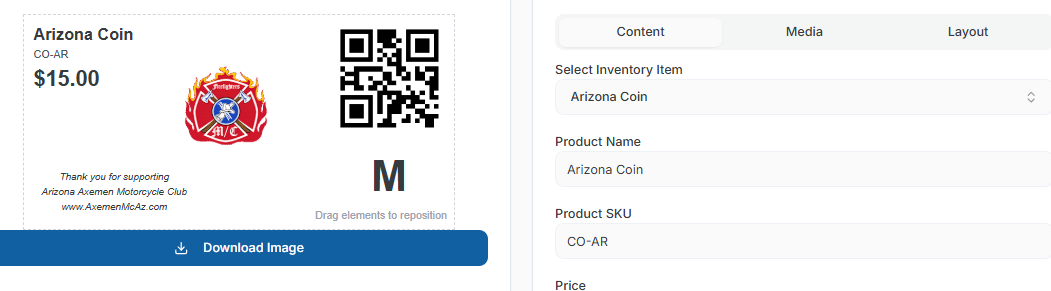 Arizona Coin
CO-AR
$15.00
Firefighters
M/C
Thank you for supporting
Arizona Axemen Motorcycle Club
www.AxemenMcAz.com
M
Drag elements to reposition
Download Image
Content
Media
Layout
Select Inventory Item
Arizona Coin
Product Name
Arizona Coin
Product SKU
CO-AR
Price